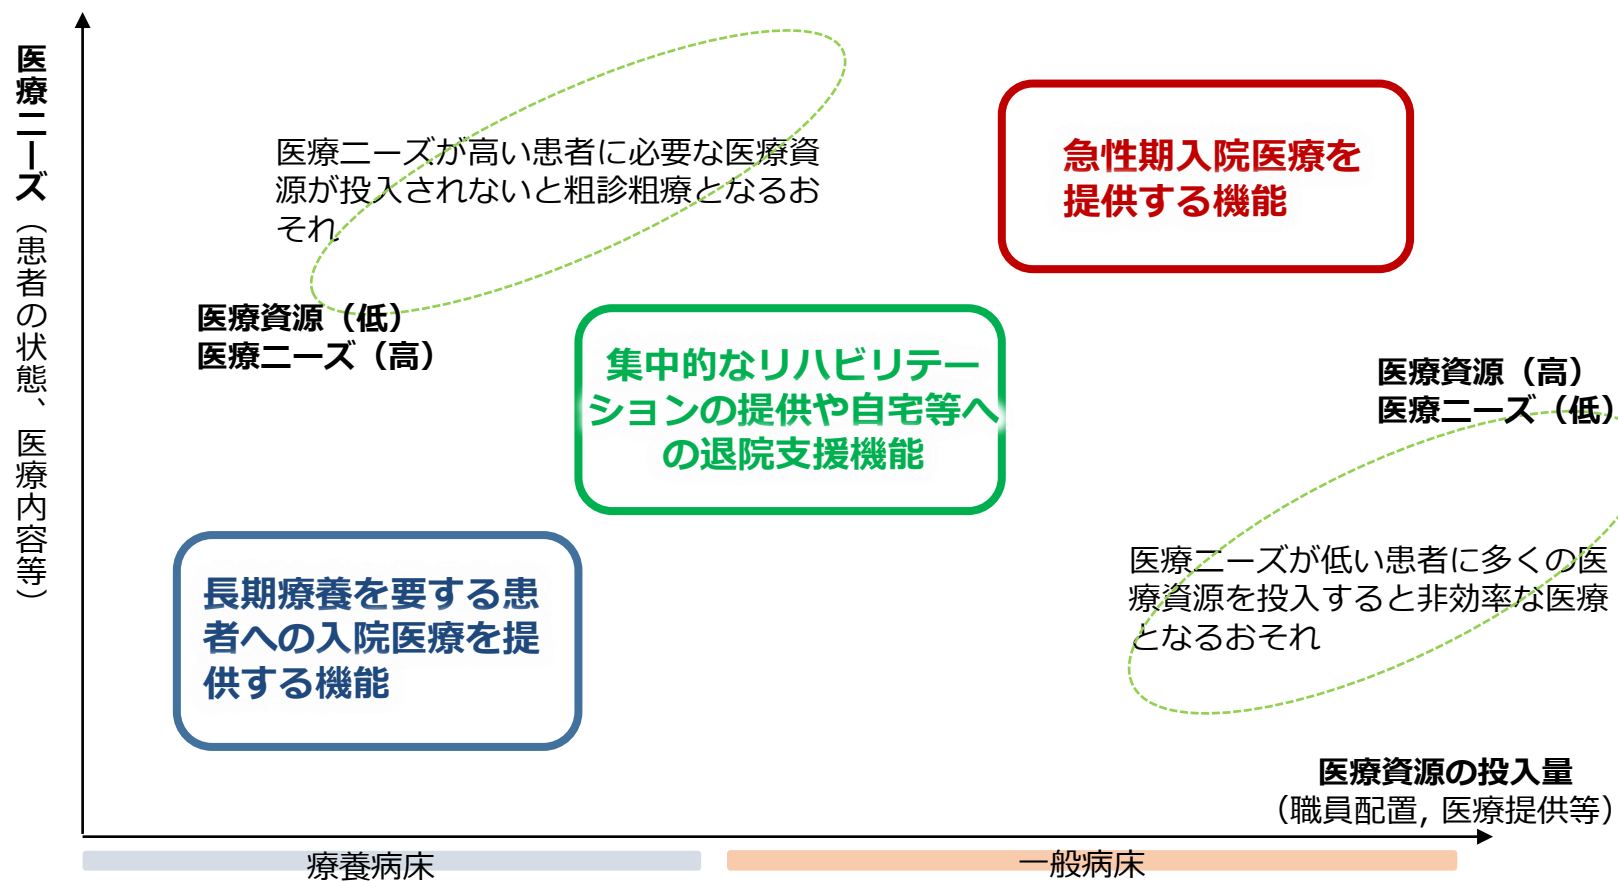 医療ニーズ（患者の状態、医療内容等）
医療ニーズが高い患者に必要な医療資
源が投入されないと粗診粗療となるお
それ
医療資源（低）
医療ニーズ（高）
急性期入院医療を
提供する機能
集中的なリハビリテー
ションの提供や自宅等へ
の退院支援機能
医療資源（高）
医療ニーズ（低）
長期療養を要する患
者への入院医療を提
供する機能
医療ニーズが低い患者に多くの医
療資源を投入すると非効率な医療
となるおそれ
医療資源の投入量
（職員配置, 医療提供等）
療養病床
一般病床